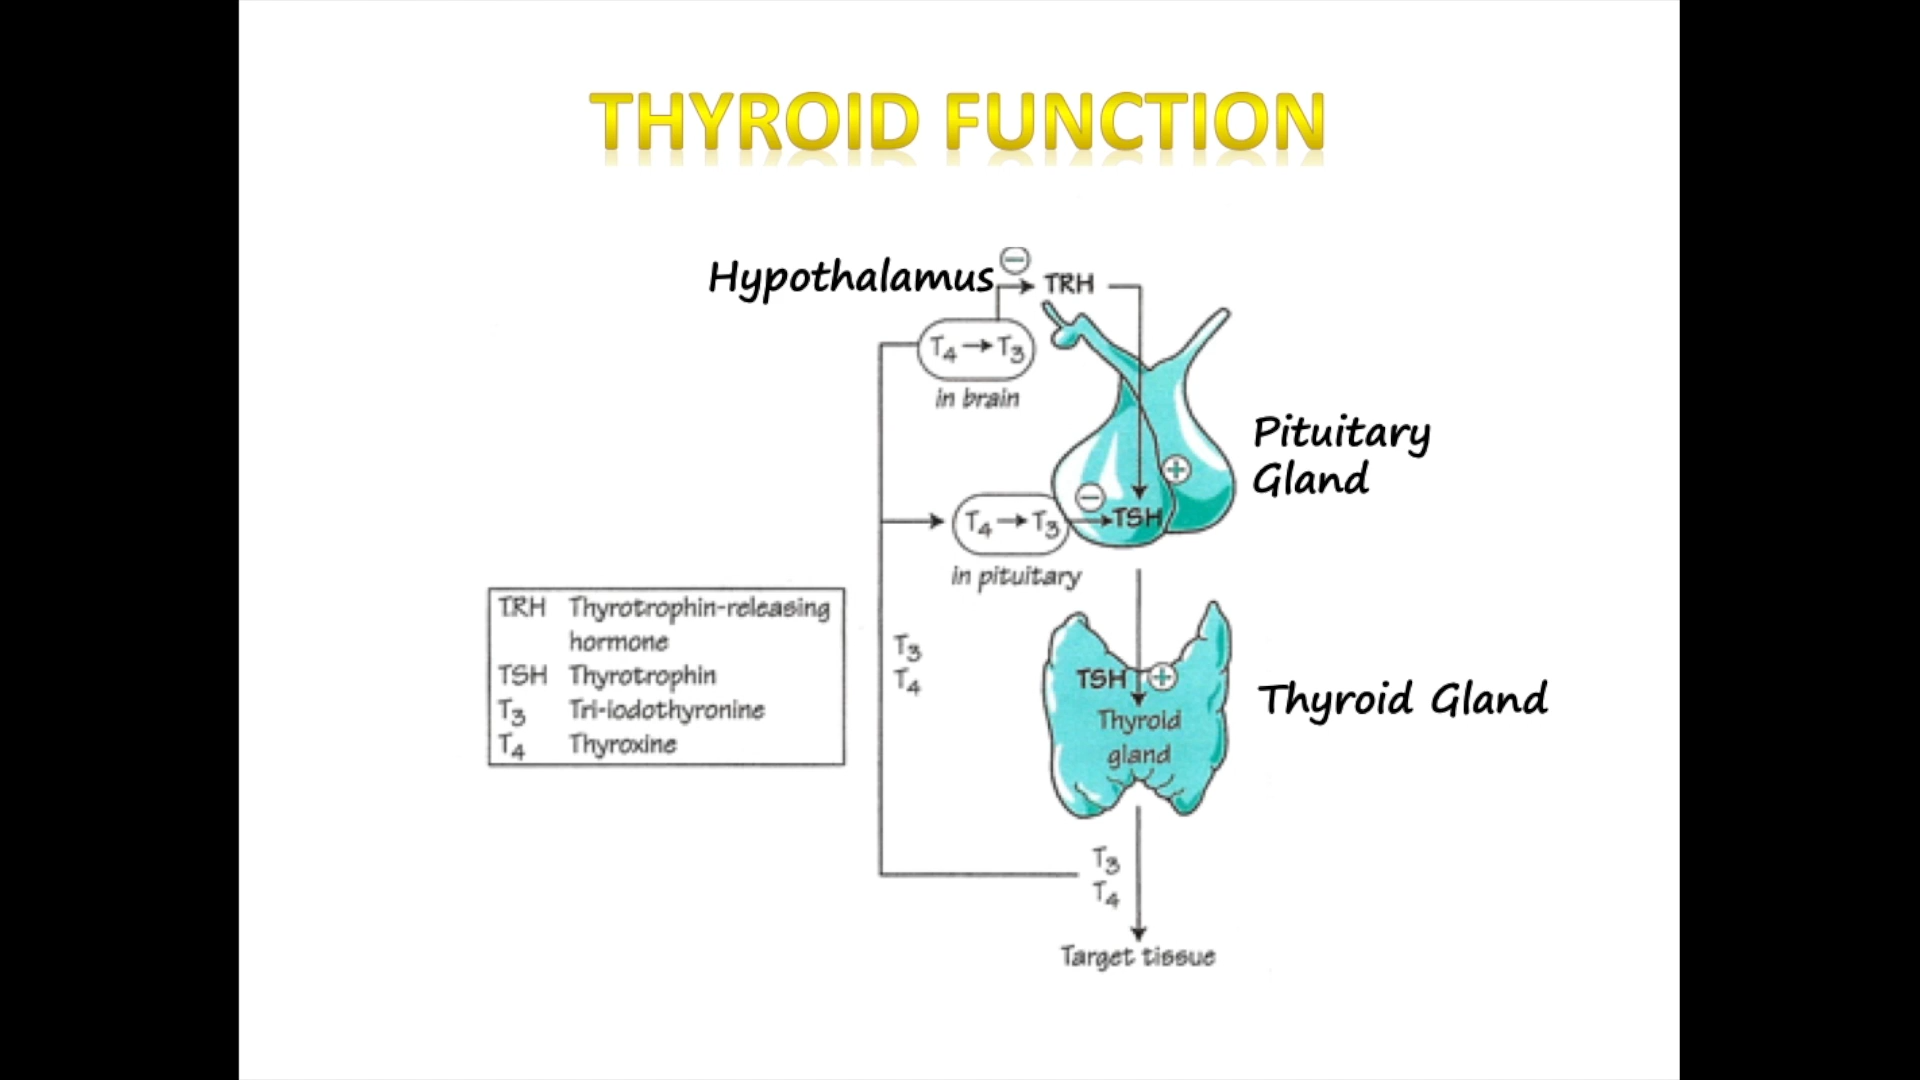 THYROID FUNCTION
Hypothalamus
TRH
T4 → T3
in brain
Pituitary
Gland
T4 → T3
TSH
in pituitary
TRH Thyrotrophin-releasing
hormone
TSH Thyrotrophin
T3 Tri-iodothyronine
T4 Thyroxine
T3
T4
TSH
Thyroid
gland
Thyroid Gland
T3
T4
Target tissue